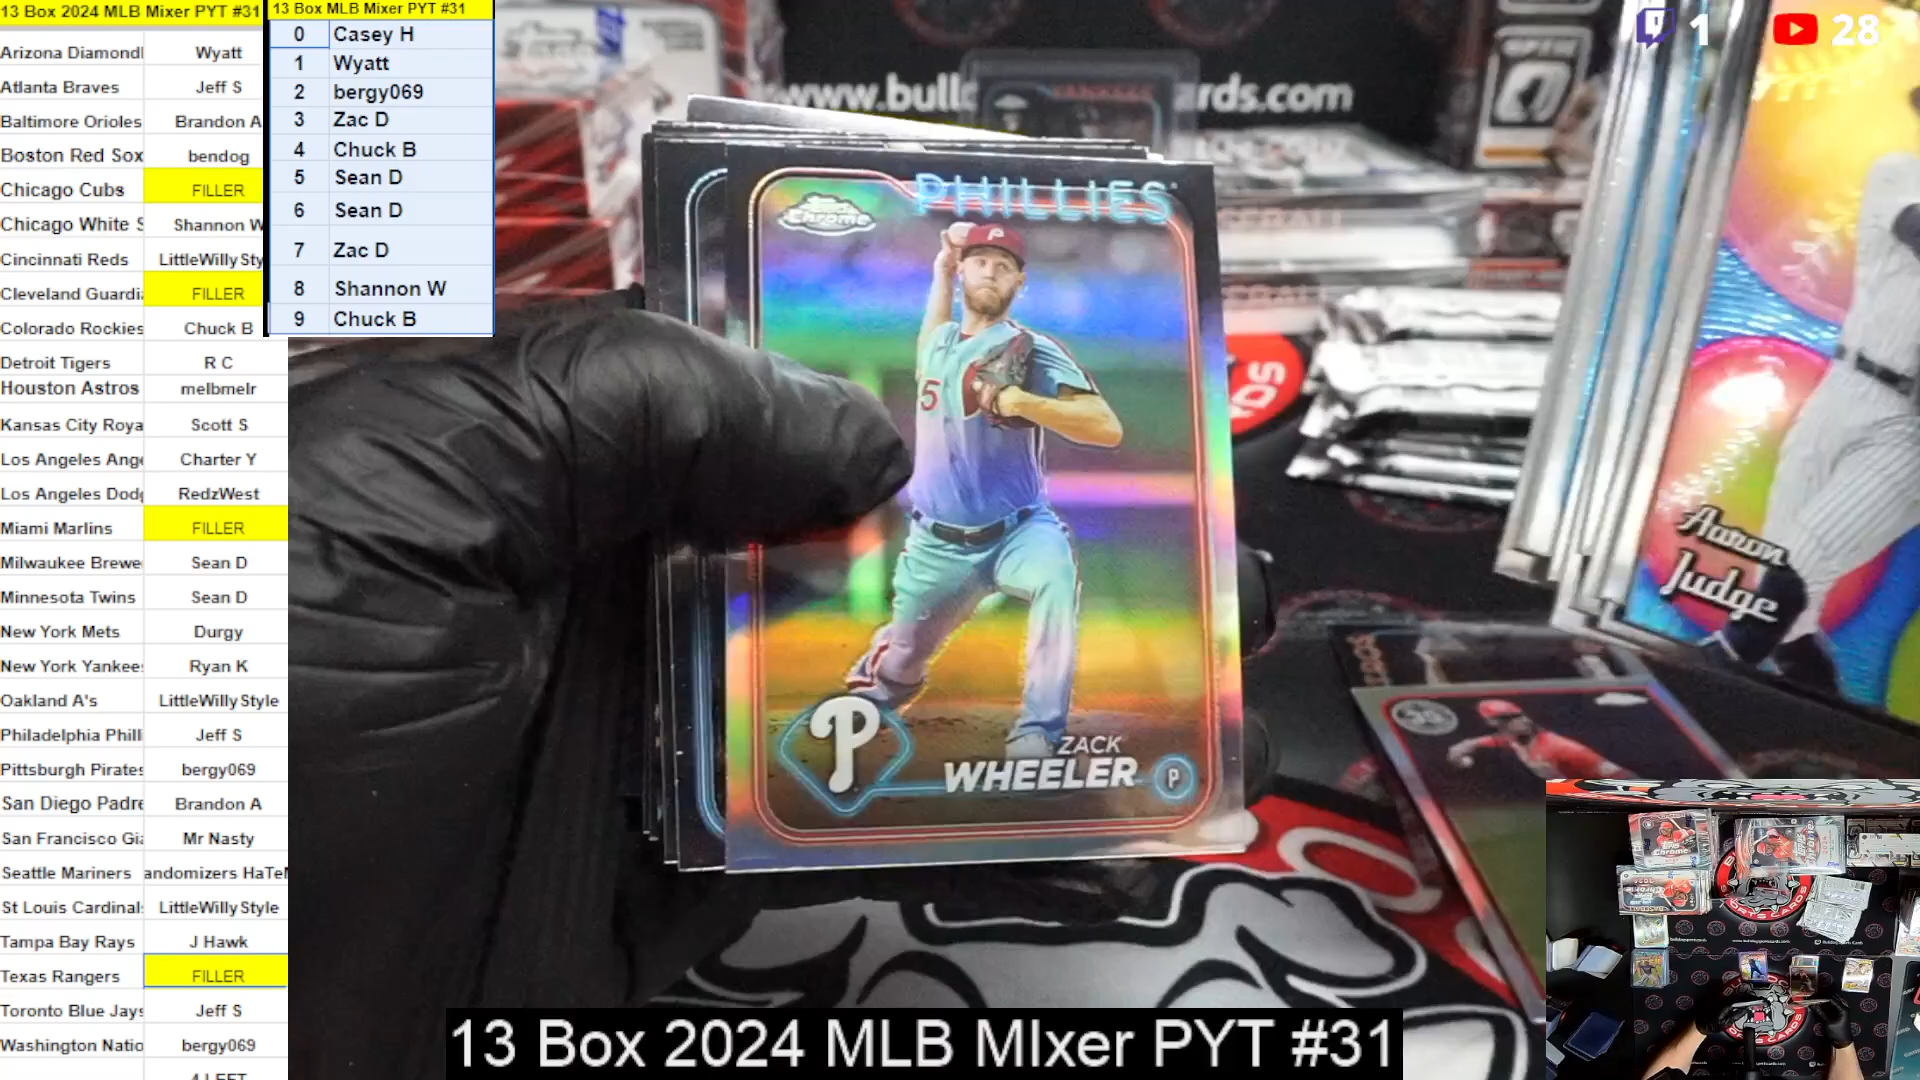 13 Box 2024 MLB Mixer PYT #31
Arizona Diamond Wyatt
Atlanta Braves Jeff S
Baltimore Orioles Brandon A
Boston Red Sox bendog
Chicago Cubs FILLER
Chicago White S Shannon W
Cincinnati Reds LittleWilly Sty
Cleveland Guardi FILLER
Colorado Rockies Chuck B
Detroit Tigers R C
Houston Astros melbmelr
Kansas City Roya Scott S
Los Angeles Ange Charter Y
Los Angeles Dodg RedzWest
Miami Marlins FILLER
Milwaukee Brewe Sean D
Minnesota Twins Sean D
New York Mets Durgy
New York Yankee Ryan K
Oakland A's LittleWilly Style
Philadelphia Philli Jeff S
Pittsburgh Pirates bergy069
San Diego Padre Brandon A
San Francisco Gia Mr Nasty
Seattle Mariners andomizers HaTe
St Louis Cardinal LittleWilly Style
Tampa Bay Rays J Hawk
Texas Rangers FILLER
Toronto Blue Jays Jeff S
Washington Natio bergy069
4 LEFT
13 Box MLB Mixer PYT #31
0 Casey H
1 Wyatt
2 bergy069
3 Zac D
4 Chuck B
5 Sean D
6 Sean D
7 Zac D
8 Shannon W
9 Chuck B
1
28
www.bulld
rds.com
Topps Chrome
PHILLIES
5
P
P
ZACK
WHEELER P
Aaron
Judge
13 Box 2024 MLB MIxer PYT #31